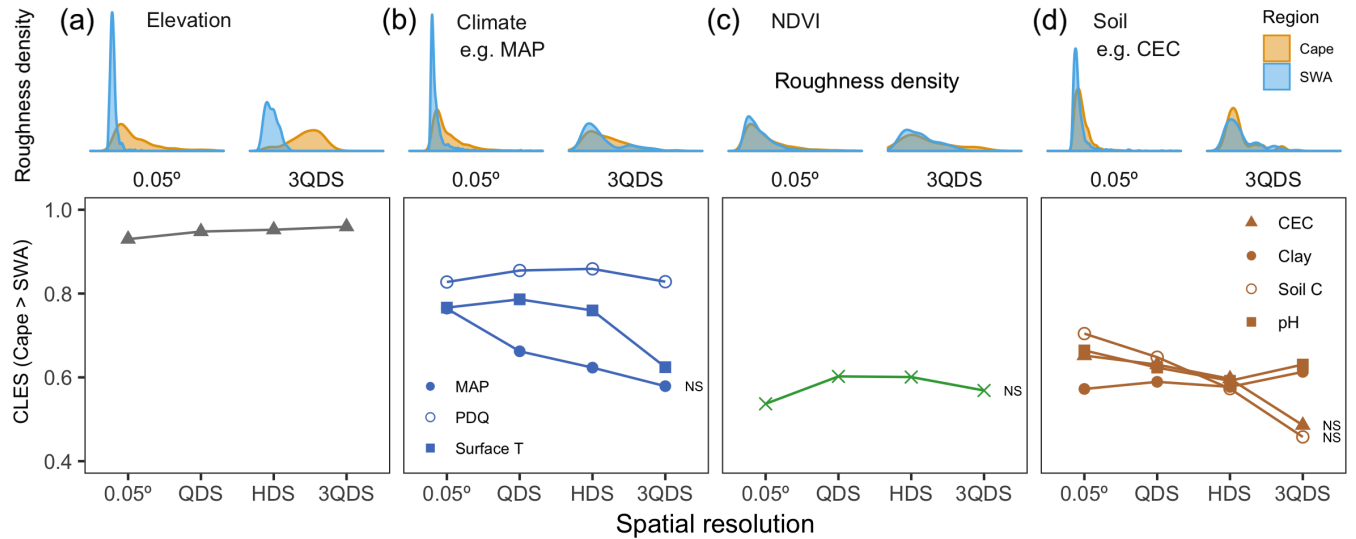 (a) Elevation
(b) Climate
e.g. MAP
(c) NDVI
(d) Soil
e.g. CEC
Region
Cape
SWA
Roughness density
Roughness density
0.05º 3QDS
0.05º 3QDS
0.05º 3QDS
0.05º 3QDS
CLES (Cape > SWA)
1.0
0.8
0.6
0.4
MAP
PDQ
Surface T
NS
NS
CEC
Clay
Soil C
pH
NS
NS
0.05º QDS HDS 3QDS
0.05º QDS HDS 3QDS
0.05º QDS HDS 3QDS
0.05º QDS HDS 3QDS
Spatial resolution